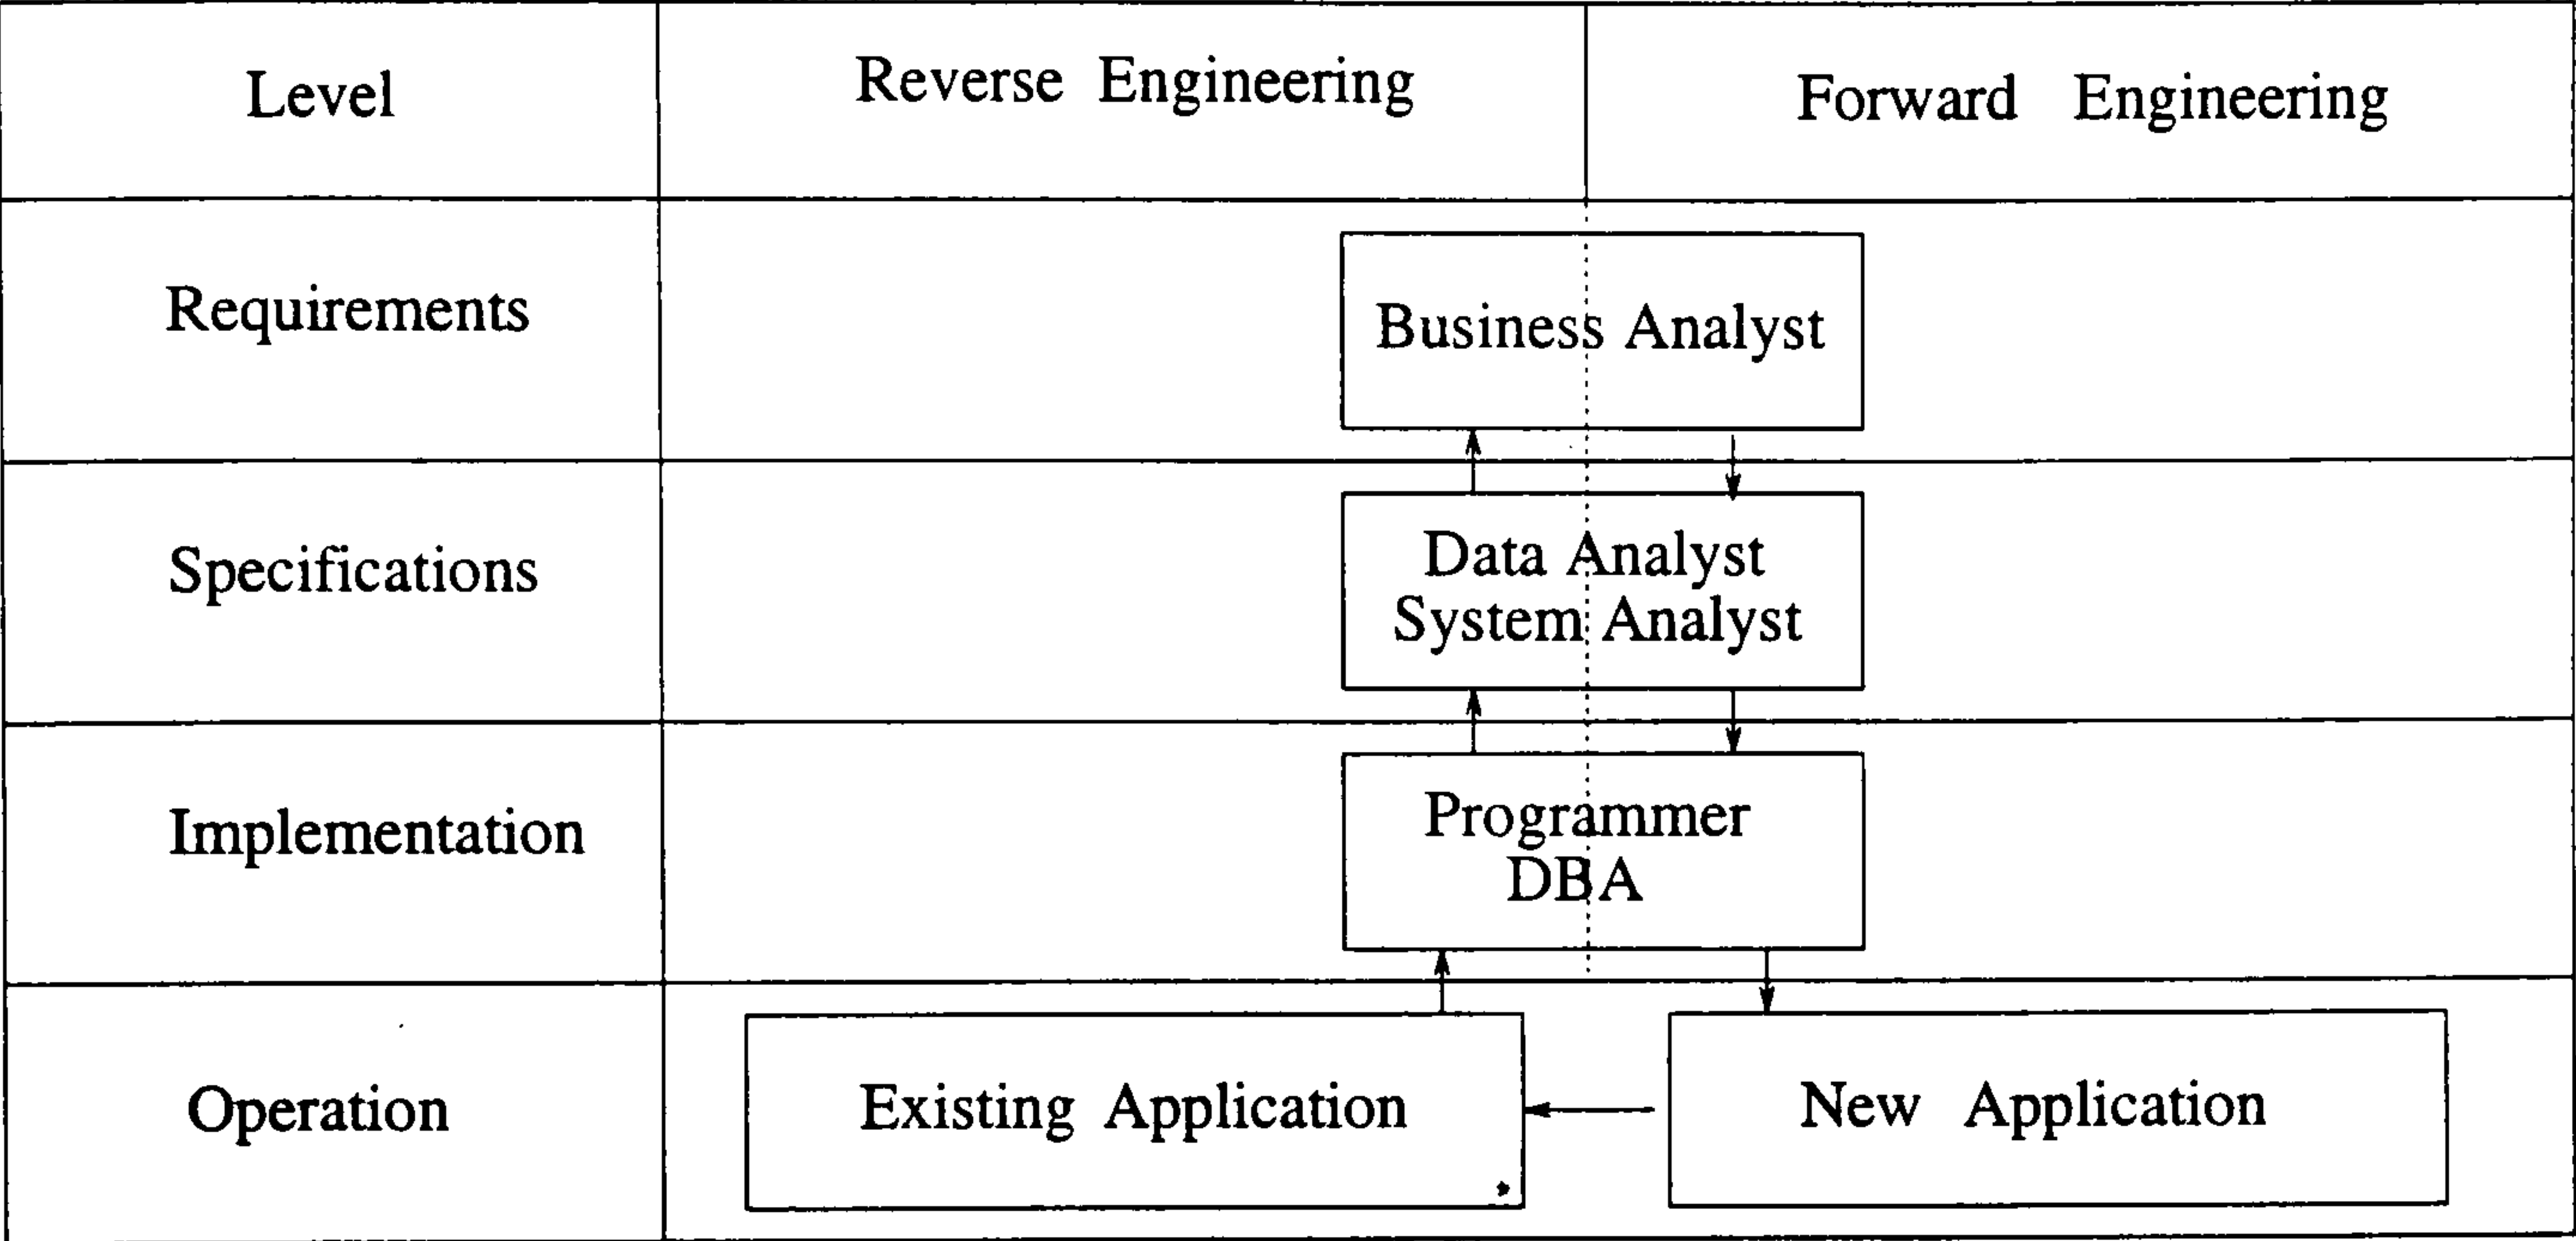 Level
Reverse Engineering
Forward Engineering
Requirements
Business Analyst
Specifications
Data Analyst
System Analyst
Implementation
Programmer
DBA
Operation
Existing Application
New Application